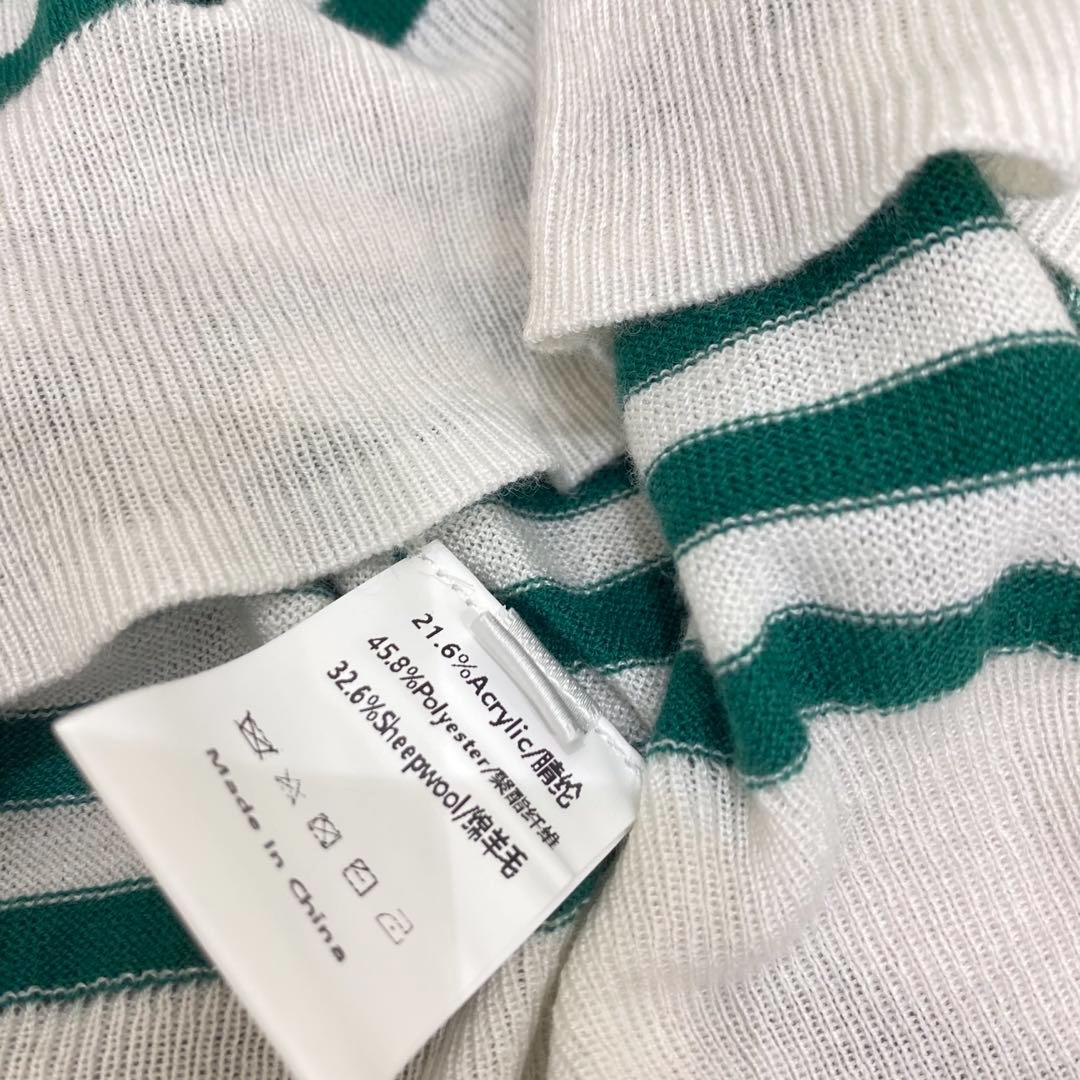 21.6%Acrylic/腈纶
45.8%Polyester/聚酯纤维
32.6%Sheepwool/绵羊毛
Made In China